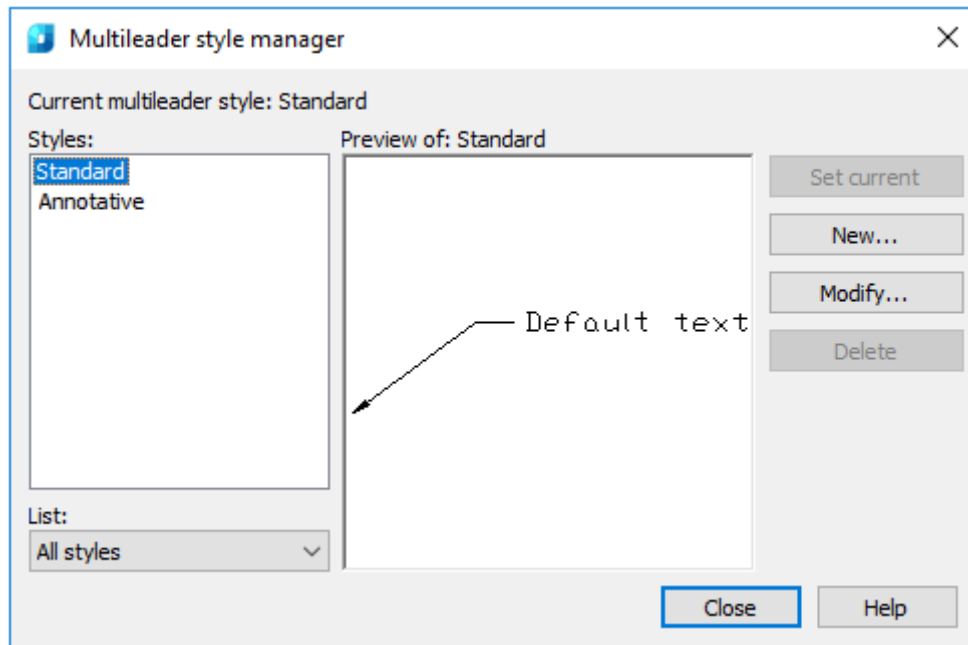 Multileader style manager
Current multileader style: Standard
Styles:
Preview of: Standard
Standard
Annotative
Default text
Set current
New...
Modify...
Delete
List:
All styles
Close
Help